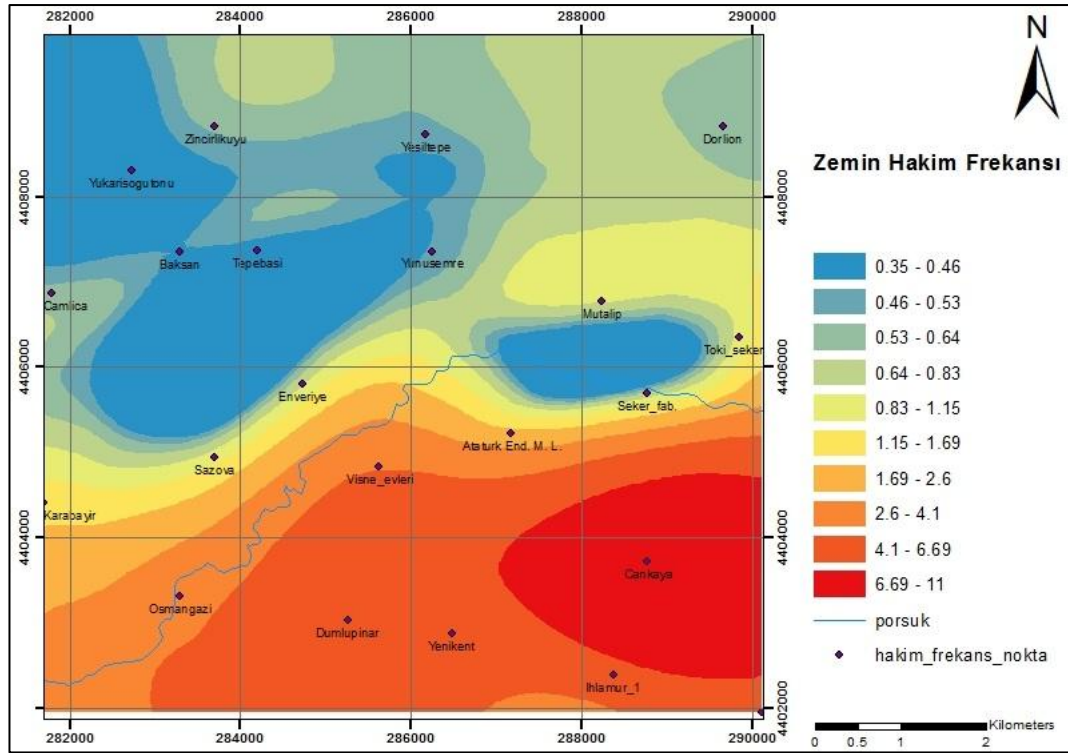 282000 284000 286000 288000 290000
N
Zincirlikuyu
Yesiltepe
Dorlion
Zemin Hakim Frekansı
Yukarisogutonu
4408000
4408000
Baksan
Tepebasi
Yunusemre
0.35 - 0.46
Camlica
0.46 - 0.53
Mutalip
0.53 - 0.64
Toki_seker
4406000
4406000
0.64 - 0.83
Enveriye
Seker_fab.
0.83 - 1.15
Ataturk End. M. L.
1.15 - 1.69
Sazova
Visne_evleri
1.69 - 2.6
Karabayir
4404000
4404000
2.6 - 4.1
Cankaya
4.1 - 6.69
6.69 - 11
Osmangazi
Dumlupinar
porsuk
Yenikent
hakim_frekans_nokta
Ihlamur_1
4402000
4402000
Kilometers
0 0.5 1 2
282000 284000 286000 288000 290000